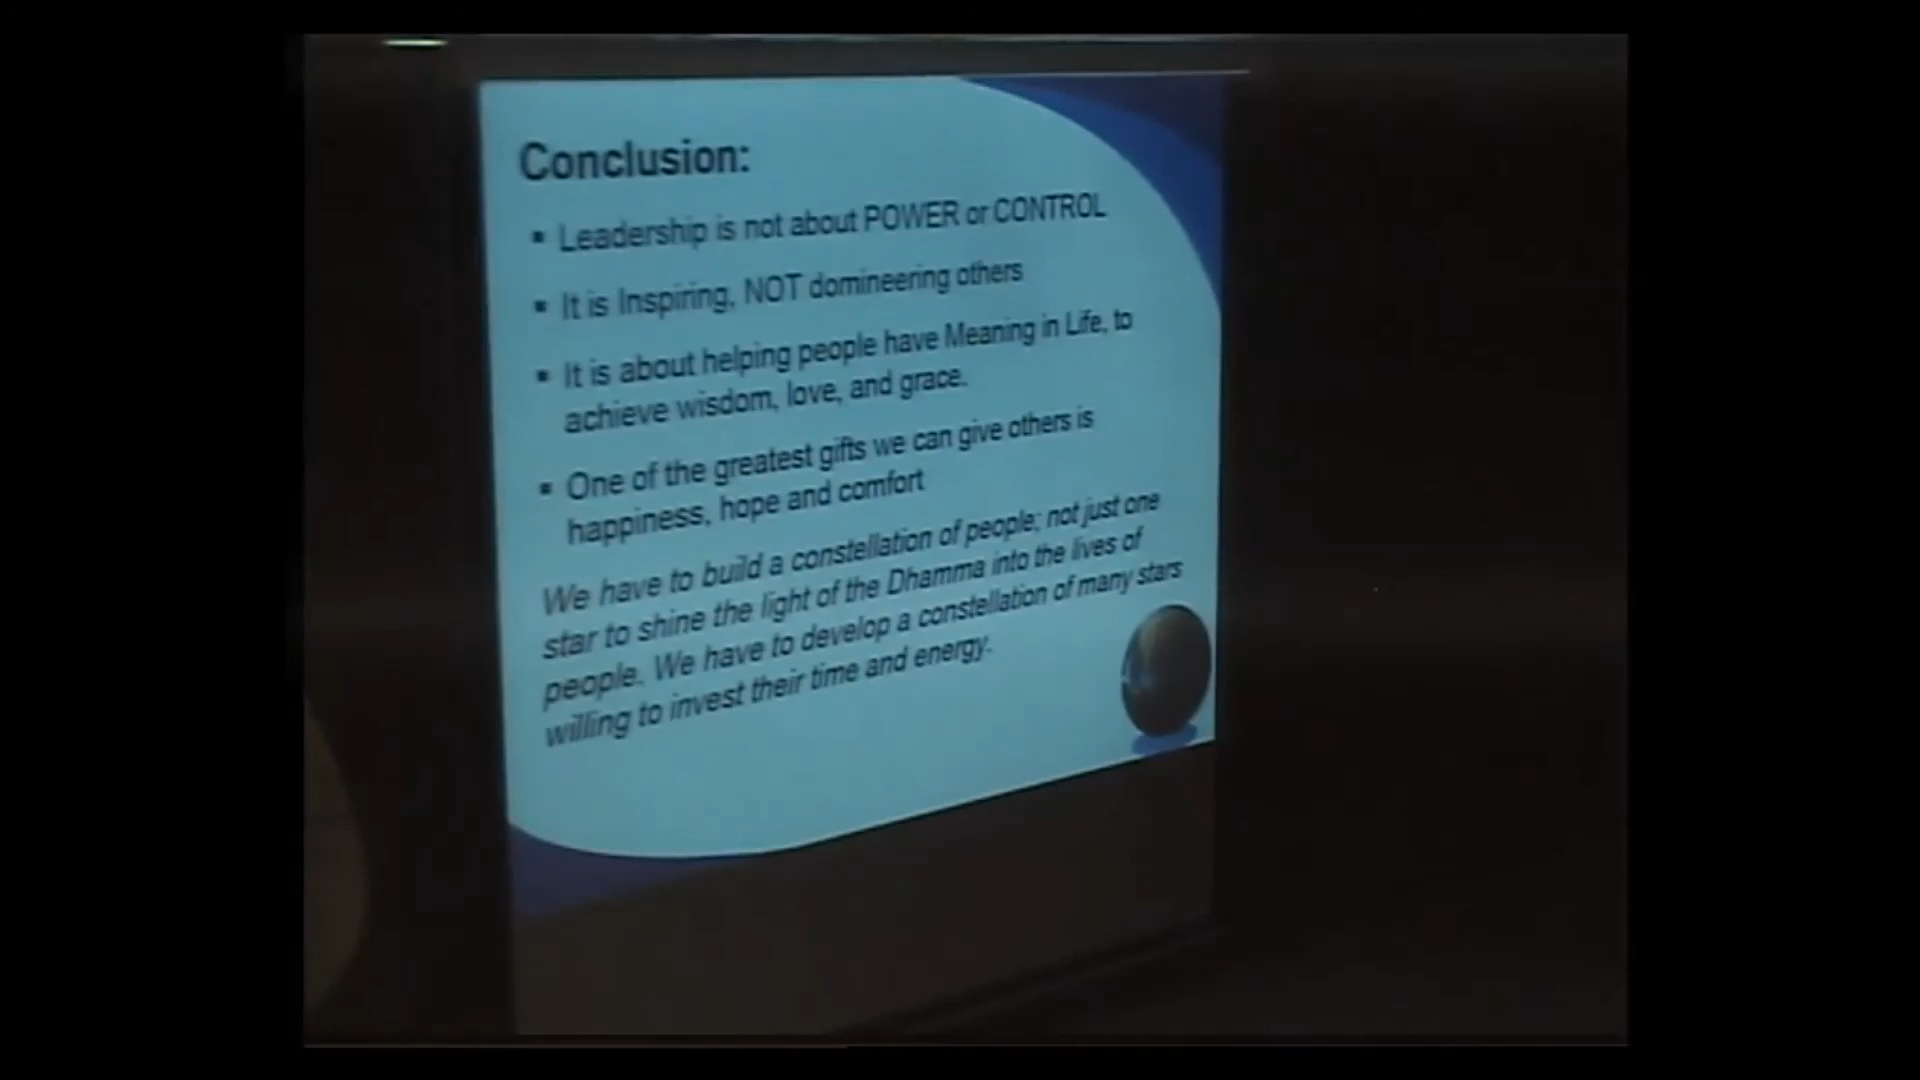 Conclusion:
▪ Leadership is not about POWER or CONTROL
▪ It is Inspiring, NOT domineering others
▪ It is about helping people have Meaning in Life, to
achieve wisdom, love, and grace.
▪ One of the greatest gifts we can give others is
happiness, hope and comfort
We have to build a constellation of people; not just one
star to shine the light of the Dhamma into the lives of
people. We have to develop a constellation of many stars
willing to invest their time and energy.